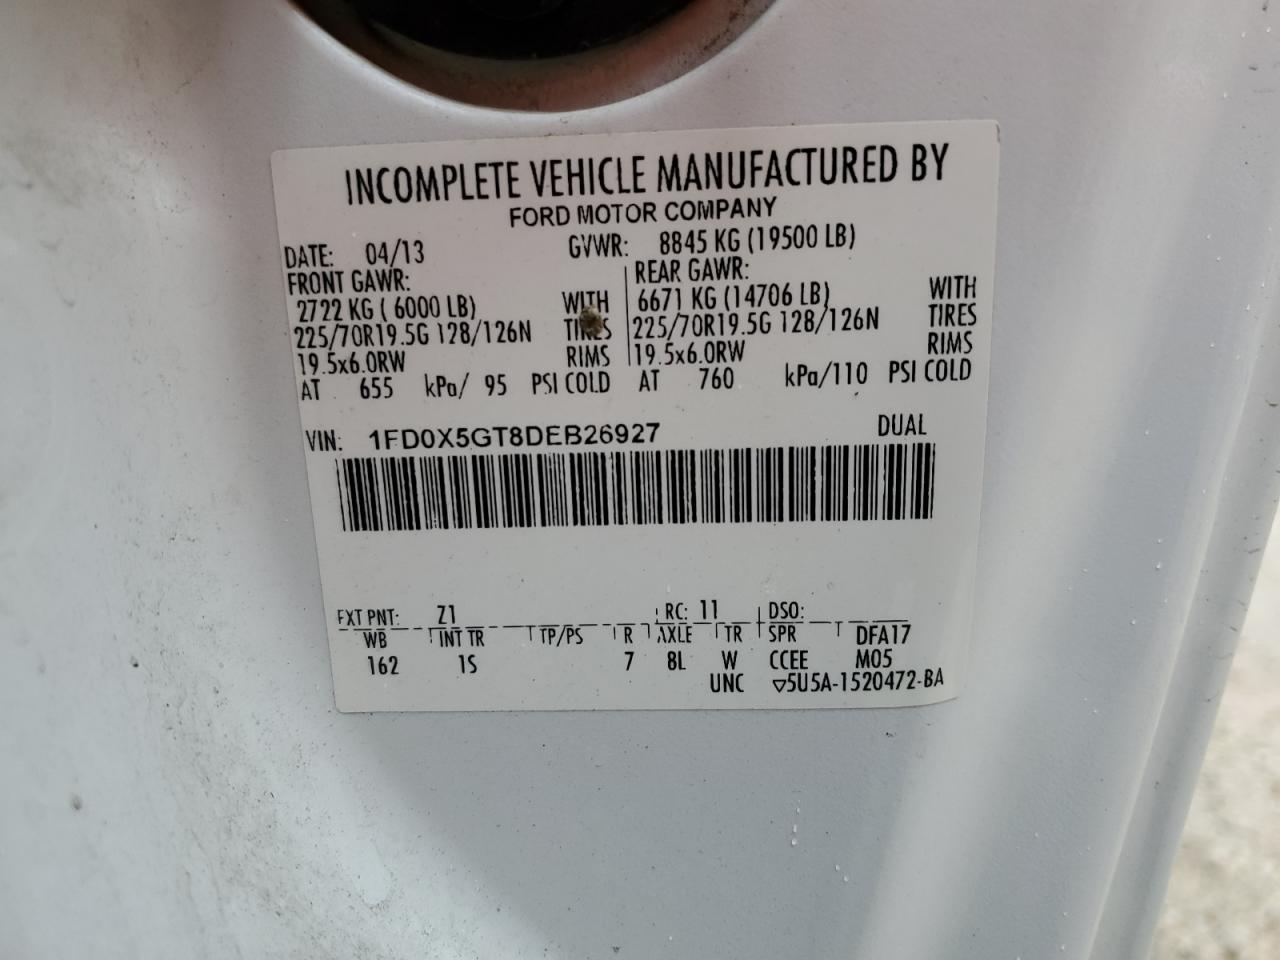 INCOMPLETE VEHICLE MANUFACTURED BY
FORD MOTOR COMPANY
DATE: 04/13 GVWR: 8845 KG (19500 LB)
FRONT GAWR: REAR GAWR:
2722 KG ( 6000 LB) WITH 6671 KG (14706 LB) WITH
225/70R19.5G 128/126N TIRES 225/70R19.5G 128/126N TIRES
19.5x6.0RW RIMS 19.5x6.0RW RIMS
AT 655 kPa/ 95 PSI COLD AT 760 kPa/110 PSI COLD
VIN: 1FD0X5GT8DEB26927 DUAL
EXT PNT: Z1 RC: 11 DSO:
WB INT TR TP/PS R AXLE TR SPR DFA17
162 1S 7 8L W CCEE M05
UNC ▽5U5A-1520472-BA